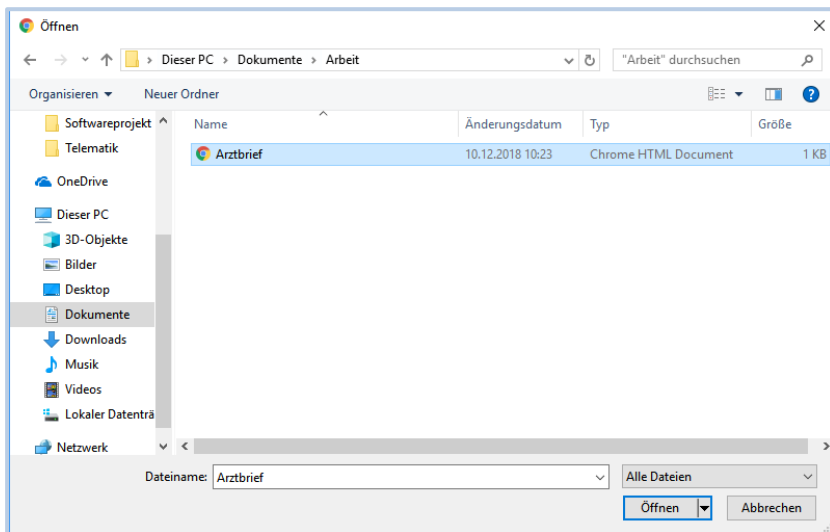 Öffnen
Dieser PC > Dokumente > Arbeit
"Arbeit" durchsuchen
Organisieren
Neuer Ordner
Softwareprojekt
Telematik
OneDrive
Dieser PC
3D-Objekte
Bilder
Desktop
Dokumente
Downloads
Musik
Videos
Lokaler Datenträ
Netzwerk
Name Änderungsdatum Typ Größe
Arztbrief 10.12.2018 10:23 Chrome HTML Document 1 KB
Dateiname: Arztbrief
Alle Dateien
Öffnen Abbrechen